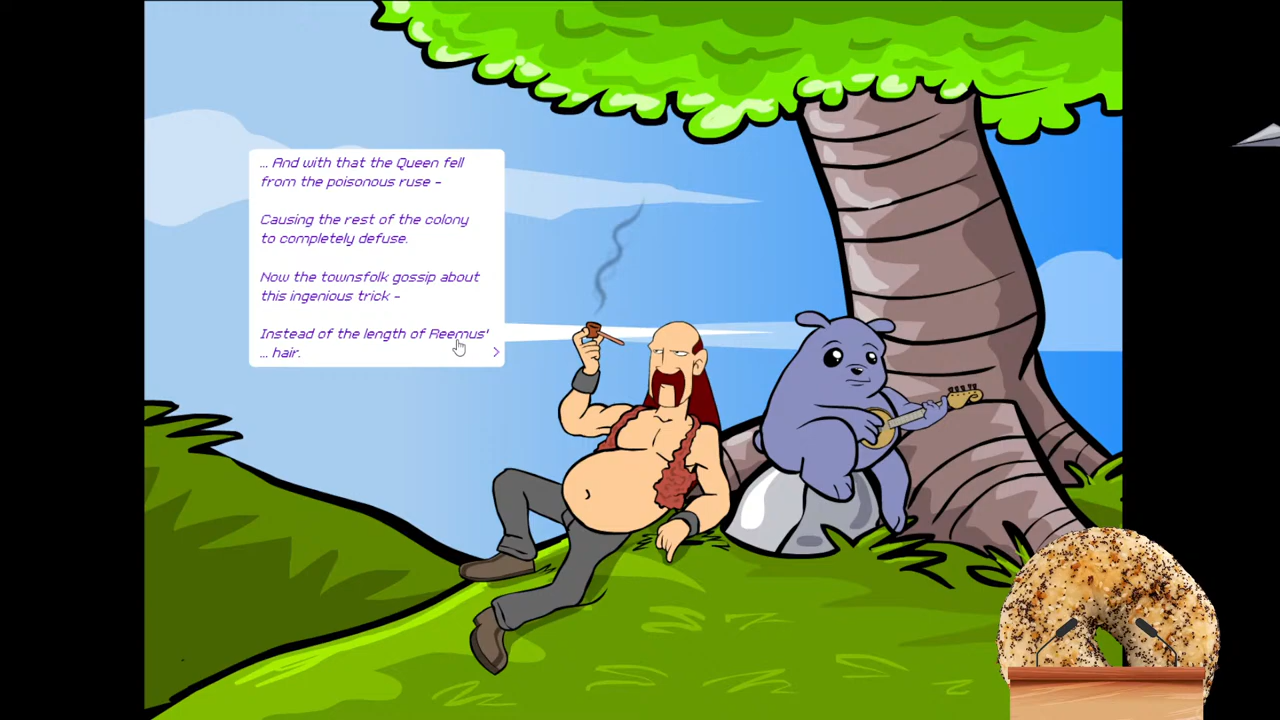 ... And with that the Queen fell
from the poisonous ruse -
Causing the rest of the colony
to completely defuse.
Now the townsfolk gossip about
this ingenious trick -
Instead of the length of Reemus'
... hair.